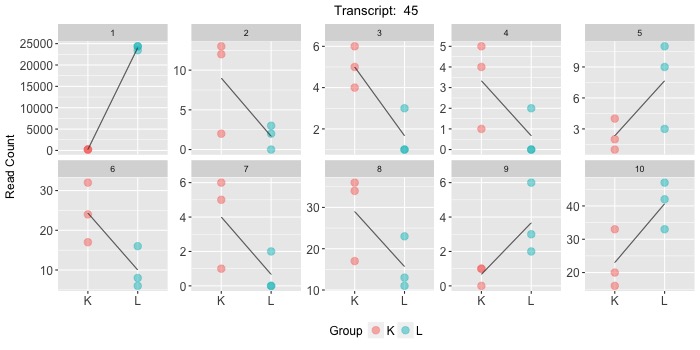 Transcript: 45
1 2 3 4 5
25000 20000 15000 10000 5000 0
10 5 0
6 4 2
5 4 3 2 1 0
9 6 3
Read Count
6 7 8 9 10
30 20 10
6 4 2 0
30 20 10
6 4 2 0
40 30 20
K L K L K L K L K L
Group K L